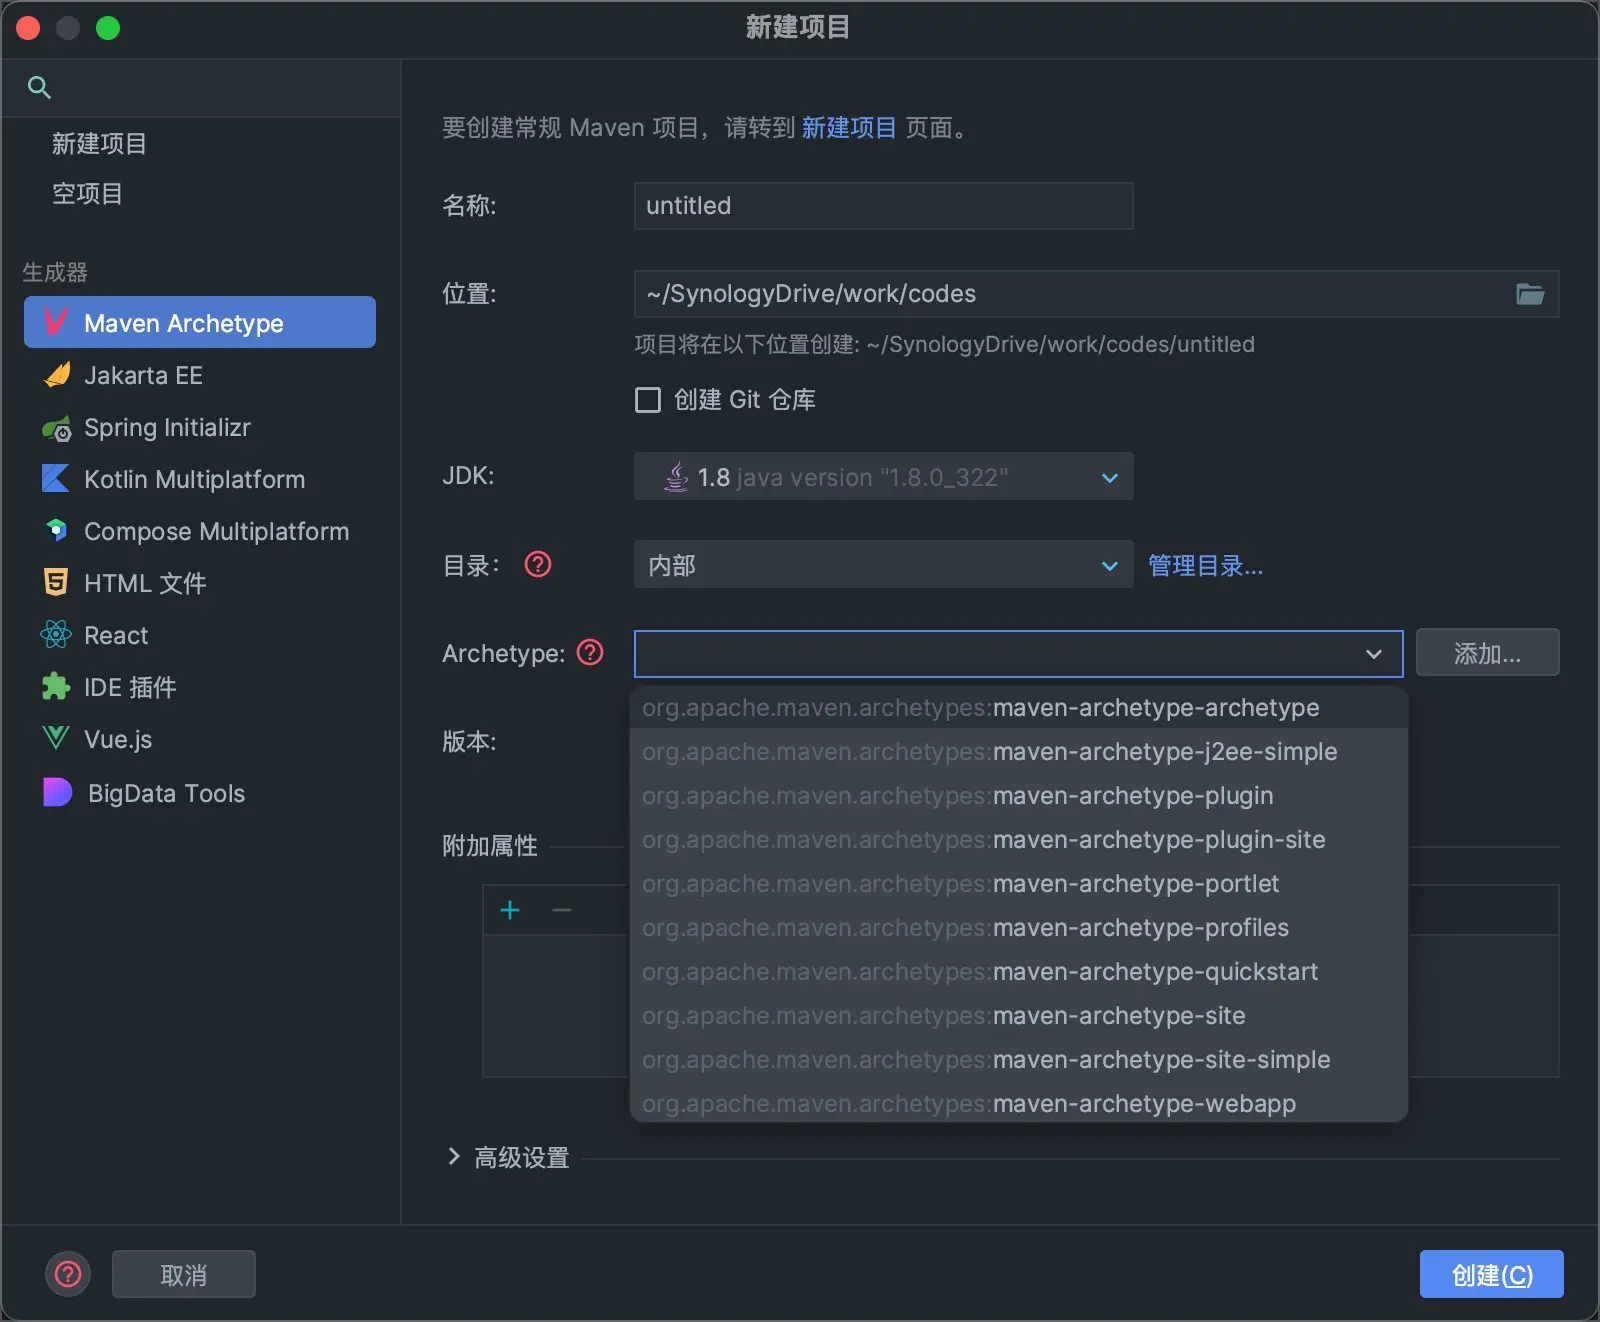 新建项目
新建项目
空项目
生成器
Maven Archetype
Jakarta EE
Spring Initializr
Kotlin Multiplatform
Compose Multiplatform
HTML 文件
React
IDE 插件
Vue.js
BigData Tools
要创建常规 Maven 项目，请转到 新建项目 页面。
名称:
untitled
位置:
~/SynologyDrive/work/codes
项目将在以下位置创建: ~/SynologyDrive/work/codes/untitled
创建 Git 仓库
JDK:
1.8 java version "1.8.0_322"
目录：
内部
管理目录...
Archetype:
添加...
org.apache.maven.archetypes:maven-archetype-archetype
org.apache.maven.archetypes:maven-archetype-j2ee-simple
org.apache.maven.archetypes:maven-archetype-plugin
org.apache.maven.archetypes:maven-archetype-plugin-site
org.apache.maven.archetypes:maven-archetype-portlet
org.apache.maven.archetypes:maven-archetype-profiles
org.apache.maven.archetypes:maven-archetype-quickstart
org.apache.maven.archetypes:maven-archetype-site
org.apache.maven.archetypes:maven-archetype-site-simple
org.apache.maven.archetypes:maven-archetype-webapp
版本:
附加属性
高级设置
取消
创建(C)